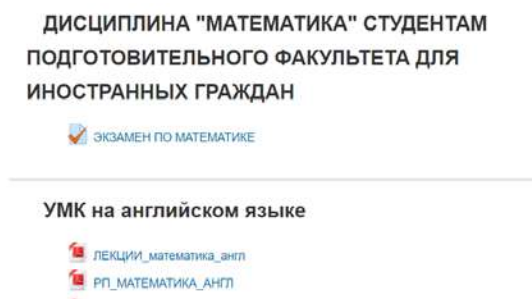 ДИСЦИПЛИНА "МАТЕМАТИКА" СТУДЕНТАМ
ПОДГОТОВИТЕЛЬНОГО ФАКУЛЬТЕТА ДЛЯ
ИНОСТРАННЫХ ГРАЖДАН
ЭКЗАМЕН ПО МАТЕМАТИКЕ
УМК на английском языке
ЛЕКЦИИ_математика_англ
РП_МАТЕМАТИКА_АНГЛ